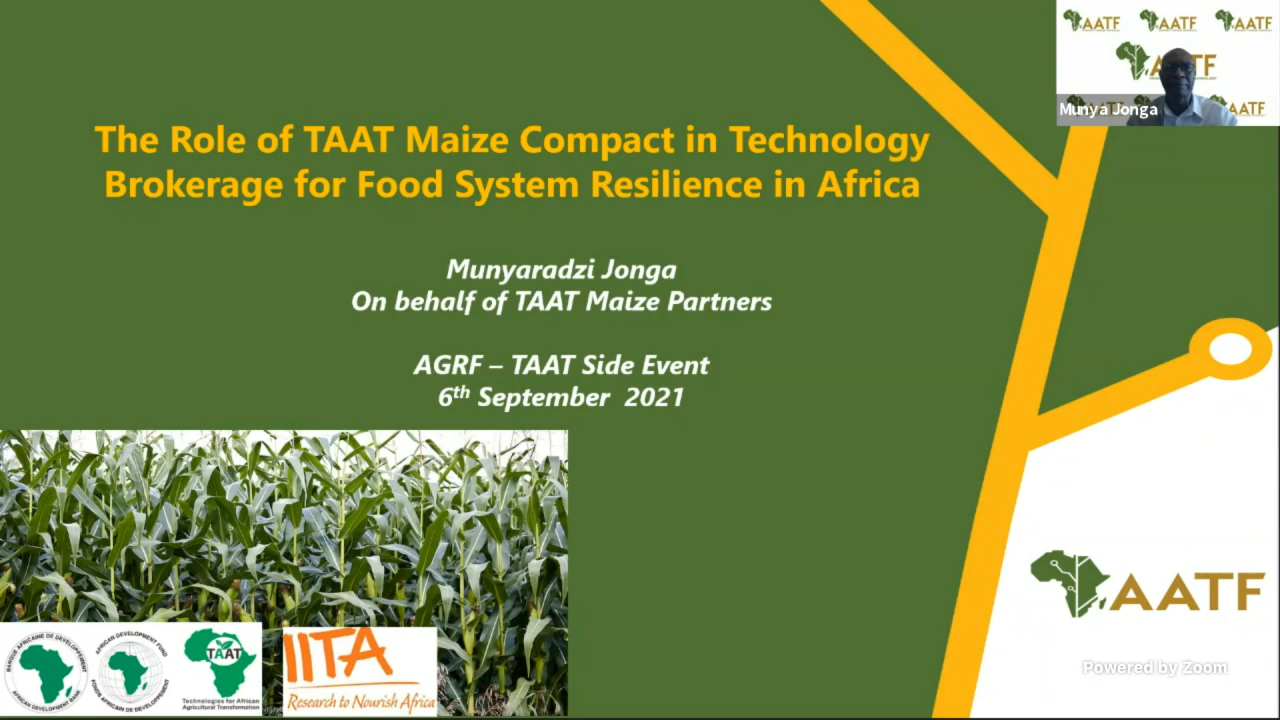 AATF AATF AATF
AATF
AATF
Munya Jonga
The Role of TAAT Maize Compact in Technology
Brokerage for Food System Resilience in Africa
Munyaradzi Jonga
On behalf of TAAT Maize Partners
AGRF – TAAT Side Event
6th September 2021
BANQUE AFRICAINE DE DEVELOPPEMENT
AFRICAN DEVELOPMENT BANK
AFRICAN DEVELOPMENT FUND
FONDS AFRICAIN DE DEVELOPPEMENT
TAAT
Technologies for African
Agricultural Transformation
IITA
Research to Nourish Africa
AATF
Powered by Zoom